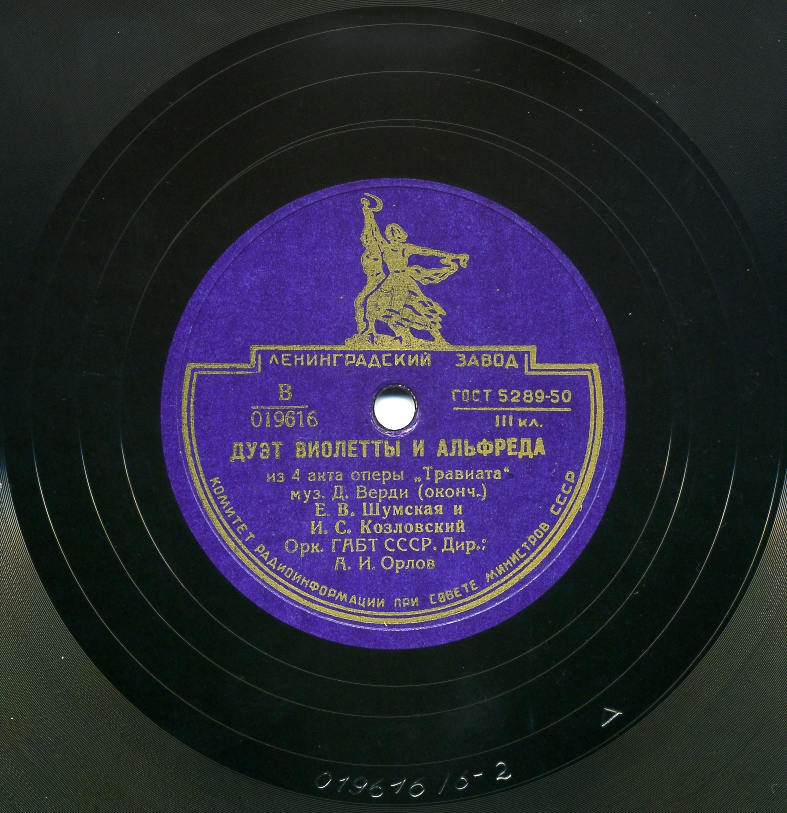 ЛЕНИНГРАДСКИЙ ЗАВОД
В
019616
ГОСТ 5289-50
III кл.
ДУЭТ ВИОЛЕТТЫ И АЛЬФРЕДА
из 4 акта оперы „Травиата“
муз. Д. Верди (оконч.)
Е. В. Шумская и
И. С. Козловский
Орк. ГАБТ СССР. Дир.:
А. И. Орлов
КОМИТЕТ РАДИОИНФОРМАЦИИ ПРИ СОВЕТЕ МИНИСТРОВ СССР
019616/5-2